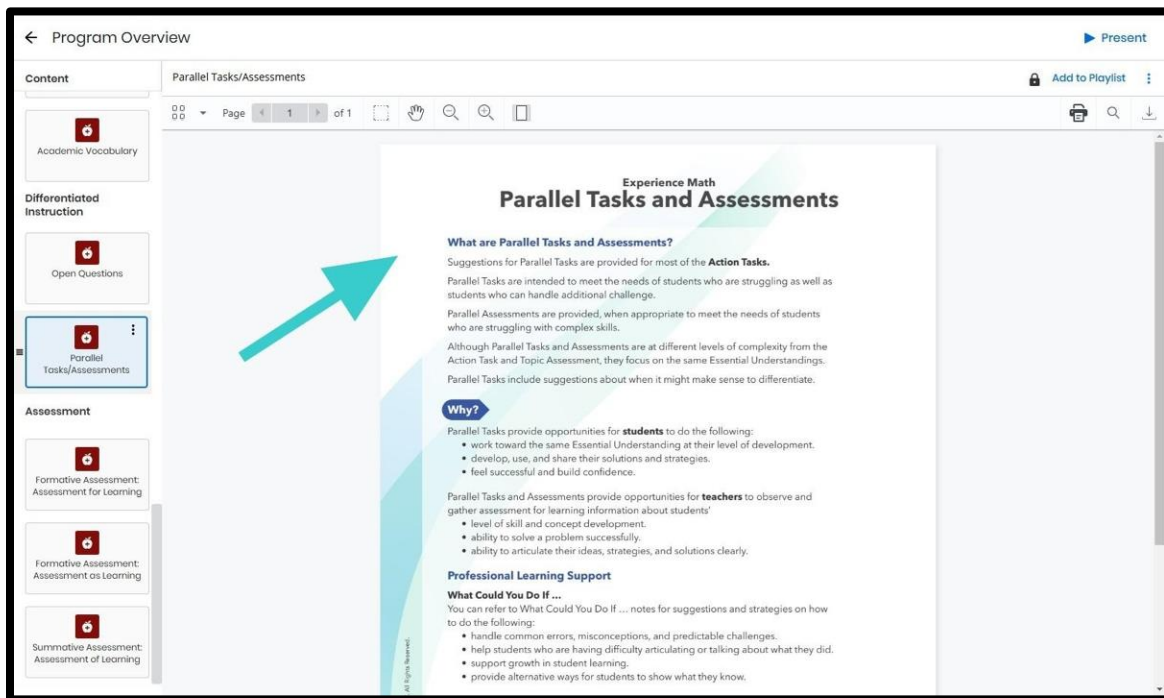 Program Overview
Present
Content
Parallel Tasks/Assessments
Add to Playlist
Page 1 of 1
Academic Vocabulary
Differentiated
Instruction
Open Questions
Parallel
Tasks/Assessments
Assessment
Formative Assessment:
Assessment for Learning
Formative Assessment:
Assessment as Learning
Summative Assessment:
Assessment of Learning
Experience Math
Parallel Tasks and Assessments
What are Parallel Tasks and Assessments?
Suggestions for Parallel Tasks are provided for most of the Action Tasks.
Parallel Tasks are intended to meet the needs of students who are struggling as well as
students who can handle additional challenge.
Parallel Assessments are provided, when appropriate to meet the needs of students
who are struggling with complex skills.
Although Parallel Tasks and Assessments are at different levels of complexity from the
Action Task and Topic Assessment, they focus on the same Essential Understandings.
Parallel Tasks include suggestions about when it might make sense to differentiate.
Why?
Parallel Tasks provide opportunities for students to do the following:
• work toward the same Essential Understanding at their level of development.
• develop, use, and share their solutions and strategies.
• feel successful and build confidence.
Parallel Tasks and Assessments provide opportunities for teachers to observe and
gather assessment for learning information about students'
• level of skill and concept development.
• ability to solve a problem successfully.
• ability to articulate their ideas, strategies, and solutions clearly.
Professional Learning Support
What Could You Do If ...
You can refer to What Could You Do If ... notes for suggestions and strategies on how
to do the following:
• handle common errors, misconceptions, and predictable challenges.
• help students who are having difficulty articulating or talking about what they did.
• support growth in student learning.
• provide alternative ways for students to show what they know.
All Rights Reserved.